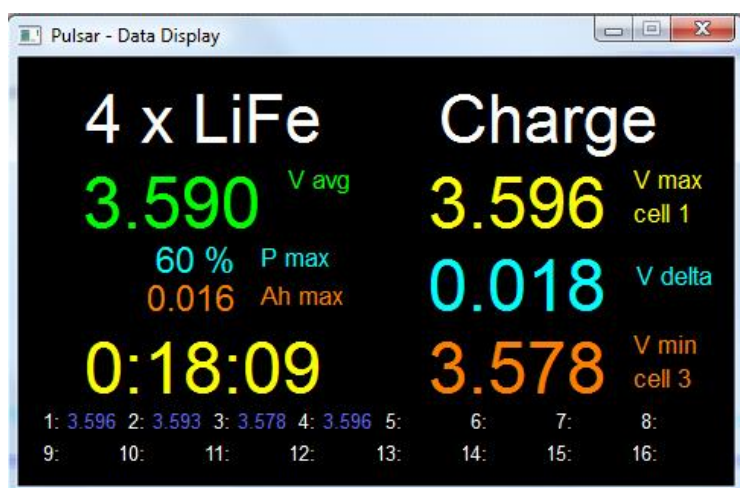 Pulsar - Data Display
4 x LiFe Charge
3.590 V avg 3.596 V max cell 1
60 % P max
0.016 Ah max
0.018 V delta
0:18:09 3.578 V min cell 3
1: 3.596 2: 3.593 3: 3.578 4: 3.596 5: 6: 7: 8:
9: 10: 11: 12: 13: 14: 15: 16: